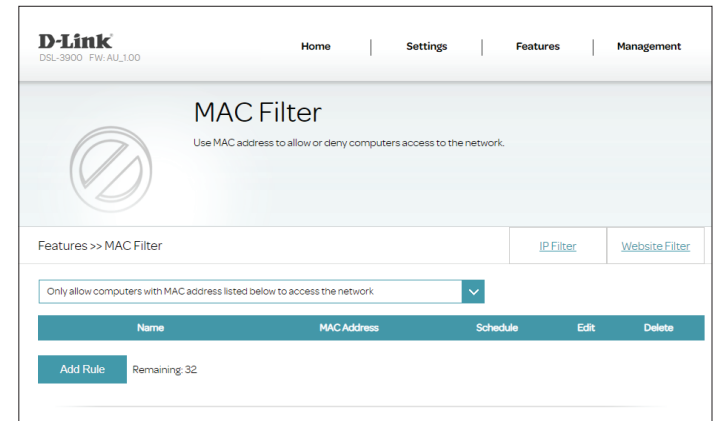 D-Link
DSL-3900 FW: AU_1.00
Home Settings Features Management
MAC Filter
Use MAC address to allow or deny computers access to the network.
Features >> MAC Filter
IP Filter Website Filter
Only allow computers with MAC address listed below to access the network
Name MAC Address Schedule Edit Delete
Add Rule Remaining: 32